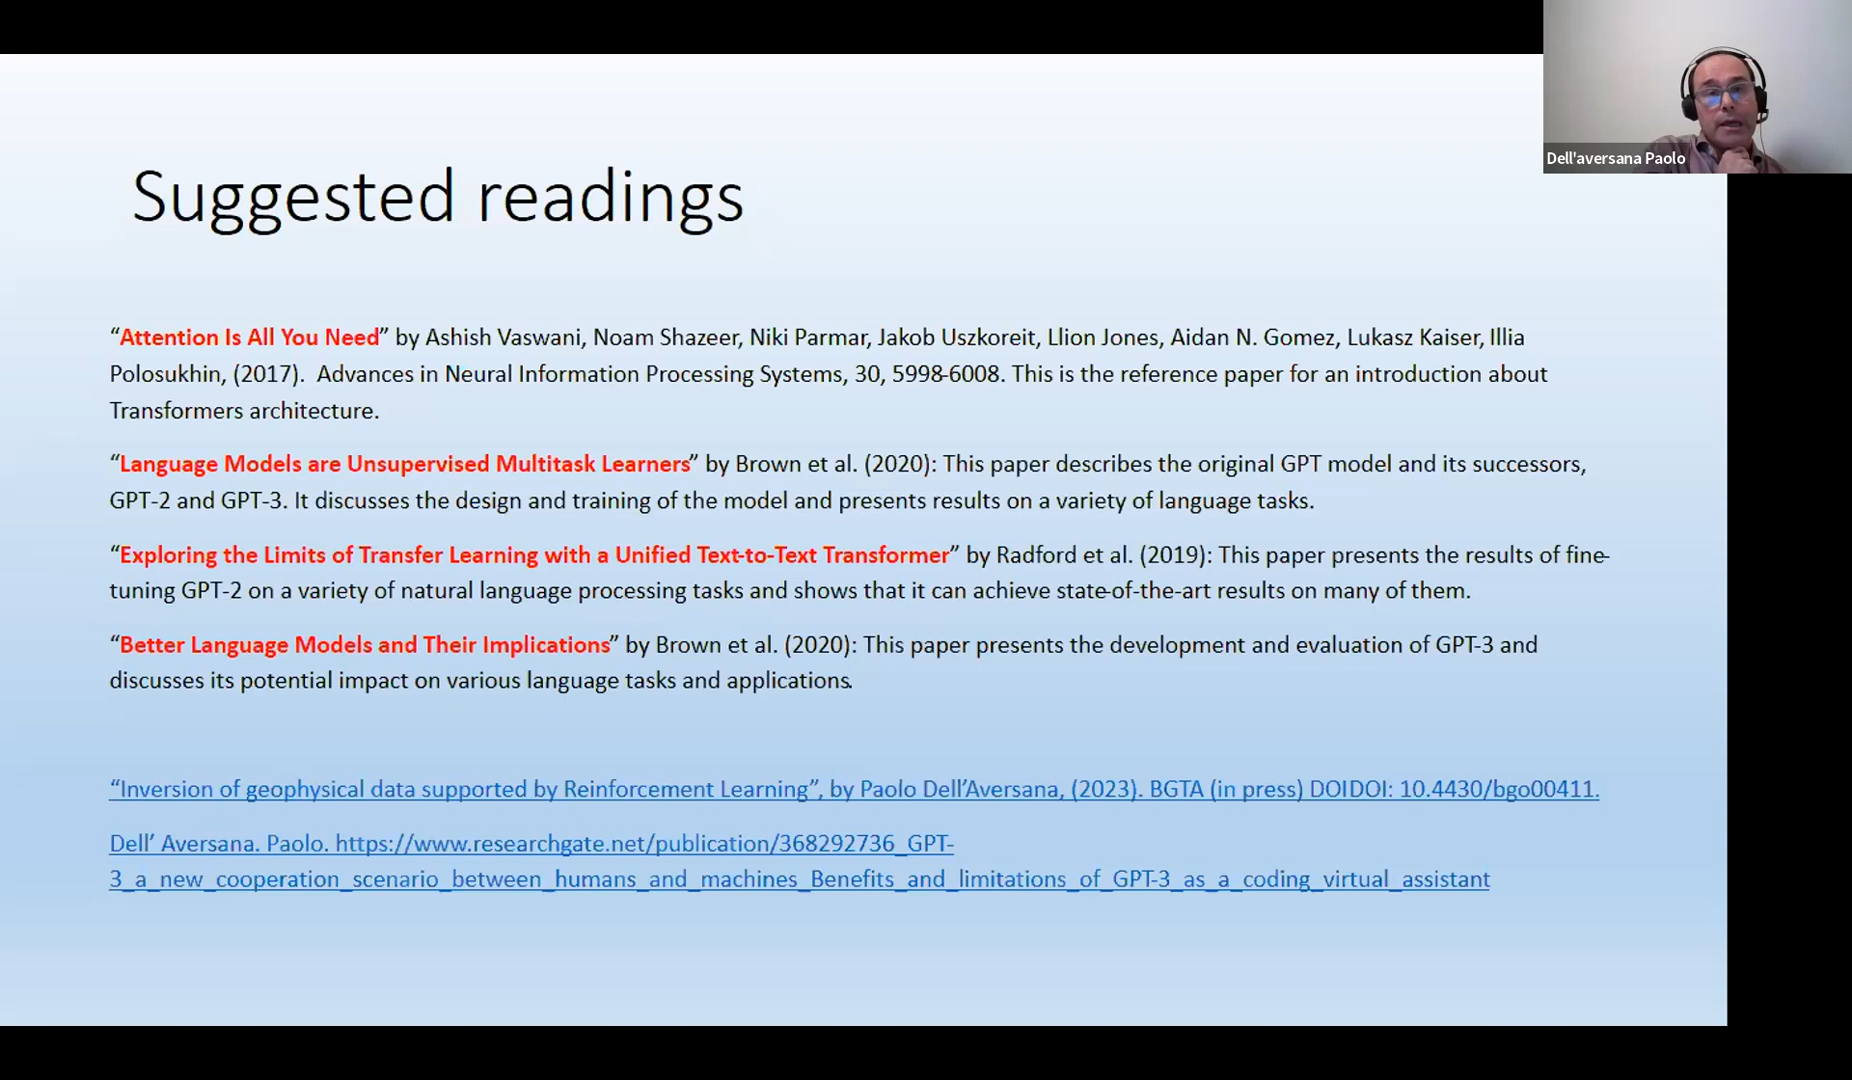 Dell'aversana Paolo
Suggested readings
“Attention Is All You Need” by Ashish Vaswani, Noam Shazeer, Niki Parmar, Jakob Uszkoreit, Llion Jones, Aidan N. Gomez, Lukasz Kaiser, Illia
Polosukhin, (2017).  Advances in Neural Information Processing Systems, 30, 5998-6008. This is the reference paper for an introduction about
Transformers architecture.
“Language Models are Unsupervised Multitask Learners” by Brown et al. (2020): This paper describes the original GPT model and its successors,
GPT-2 and GPT-3. It discusses the design and training of the model and presents results on a variety of language tasks.
“Exploring the Limits of Transfer Learning with a Unified Text-to-Text Transformer” by Radford et al. (2019): This paper presents the results of fine-
tuning GPT-2 on a variety of natural language processing tasks and shows that it can achieve state-of-the-art results on many of them.
“Better Language Models and Their Implications” by Brown et al. (2020): This paper presents the development and evaluation of GPT-3 and
discusses its potential impact on various language tasks and applications.
“Inversion of geophysical data supported by Reinforcement Learning”, by Paolo Dell’Aversana, (2023). BGTA (in press) DOIDOI: 10.4430/bgo00411.
Dell’ Aversana. Paolo. https://www.researchgate.net/publication/368292736_GPT-
3_a_new_cooperation_scenario_between_humans_and_machines_Benefits_and_limitations_of_GPT-3_as_a_coding_virtual_assistant